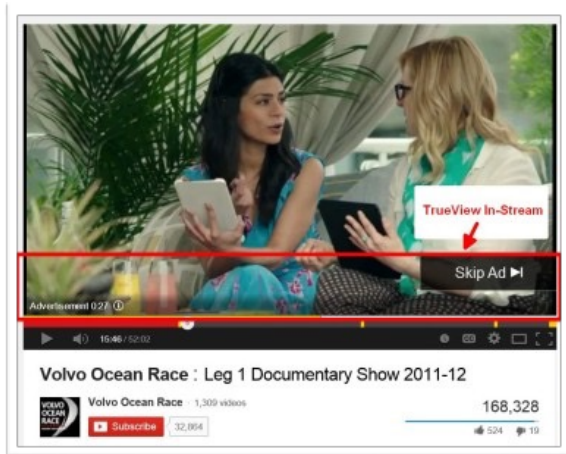 TrueView In-Stream
Skip Ad
Advertisement 0:27
15:46 / 52:02
Volvo Ocean Race : Leg 1 Documentary Show 2011-12
VOLVO
OCEAN
RACE
Volvo Ocean Race · 1,309 videos
Subscribe 32,864
168,328
524 19